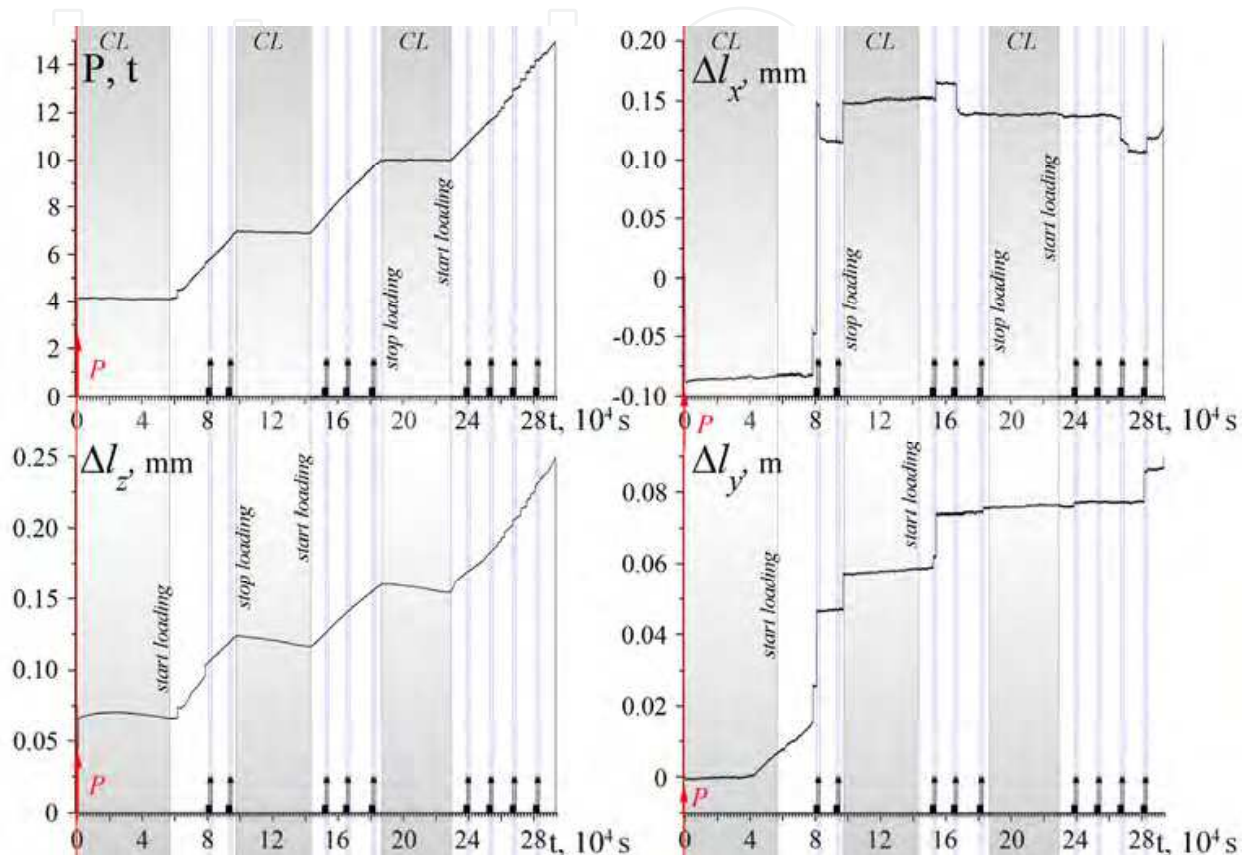 CL CL CL
P, t
14
12
10
8
6
4
2
0
P
start loading
stop loading
0 4 8 12 16 20 24 28 t, 10⁴ s
CL CL
Δl_x, mm
0.20
0.15
0.10
0.05
0
-0.05
-0.10
stop loading
stop loading
start loading
P
0 4 8 12 16 20 24 28 t, 10⁴ s
Δl_z, mm
0.25
0.20
0.15
0.10
0.05
0
start loading
stop loading
start loading
P
0 4 8 12 16 20 24 28 t, 10⁴ s
Δl_y, m
0.08
0.06
0.04
0.02
0
start loading
start loading
P
0 4 8 12 16 20 24 28 t, 10⁴ s